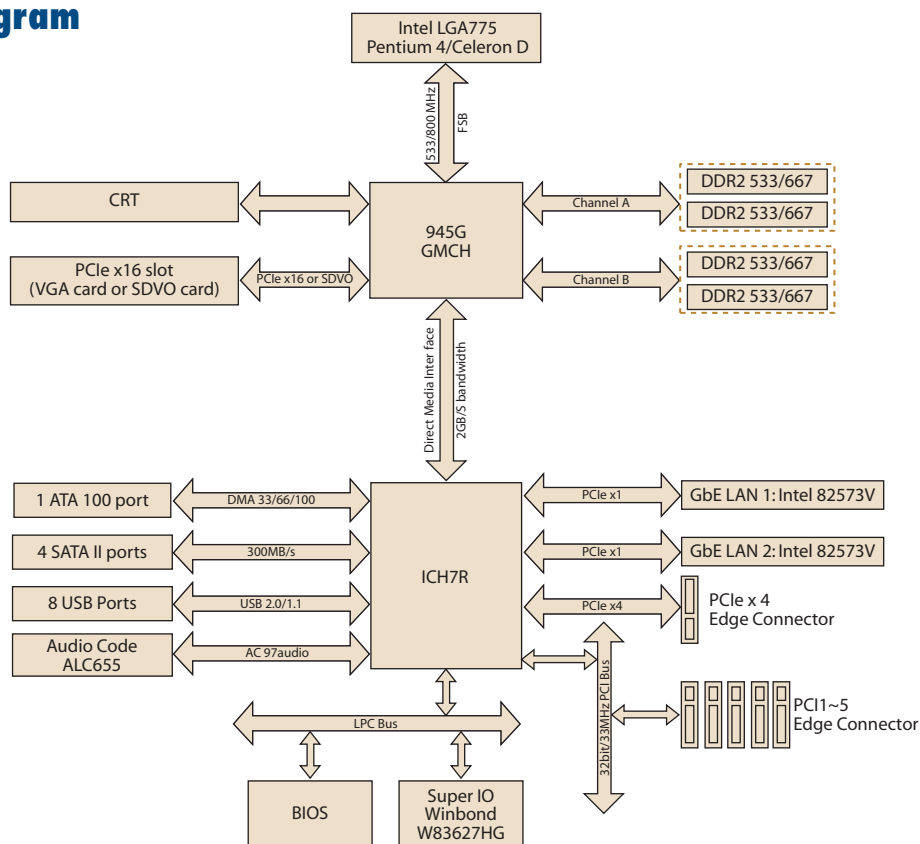 gram
Intel LGA775
Pentium 4/Celeron D
533/800 MHz
FSB
CRT
945G
GMCH
Channel A
DDR2 533/667
DDR2 533/667
PCIe x16 slot
(VGA card or SDVO card)
PCIe x16 or SDVO
Channel B
DDR2 533/667
DDR2 533/667
Direct Media Inter face
2GB/S bandwidth
1 ATA 100 port
DMA 33/66/100
ICH7R
PCIe x1
GbE LAN 1: Intel 82573V
4 SATA II ports
300MB/s
PCIe x1
GbE LAN 2: Intel 82573V
8 USB Ports
USB 2.0/1.1
PCIe x4
PCIe x 4
Edge Connector
Audio Code
ALC655
AC 97audio
32bit/33MHz PCI Bus
PCI1~5
Edge Connector
LPC Bus
BIOS
Super IO
Winbond
W83627HG